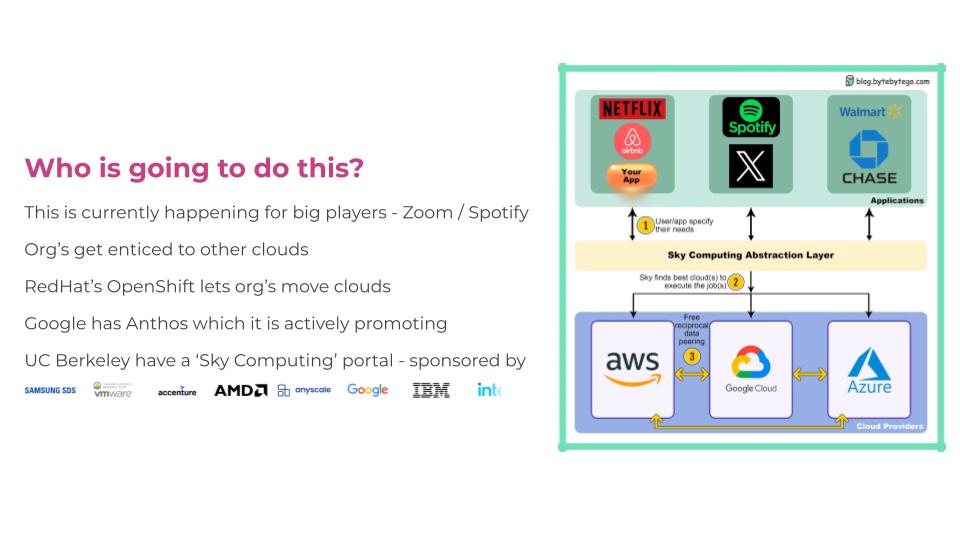 Who is going to do this?
This is currently happening for big players - Zoom / Spotify
Org's get enticed to other clouds
RedHat's OpenShift lets org's move clouds
Google has Anthos which it is actively promoting
UC Berkeley have a ‘Sky Computing’ portal - sponsored by
SAMSUNG SDS
vmware
accenture
AMD
anyscale
Google
IBM
inte
blog.bytebytego.com
NETFLIX
airbnb
Your
App
Spotify
X
Walmart
CHASE
Applications
1
User/app specify
their needs
Sky Computing Abstraction Layer
Sky finds best cloud(s) to
execute the job(s)
2
Free
reciprocal
data
peering
3
aws
Google Cloud
Azure
Cloud Providers